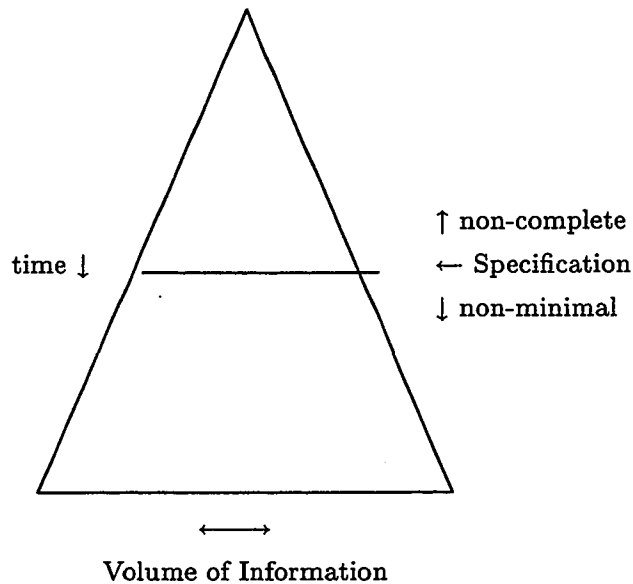 ↑ non-complete
time ↓
← Specification
↓ non-minimal
Volume of Information